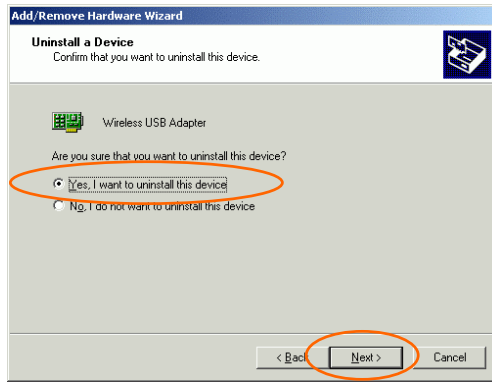 Add/Remove Hardware Wizard
Uninstall a Device
Confirm that you want to uninstall this device.
Wireless USB Adapter
Are you sure that you want to uninstall this device?
Yes, I want to uninstall this device
No, I do not want to uninstall this device
< Back Next > Cancel